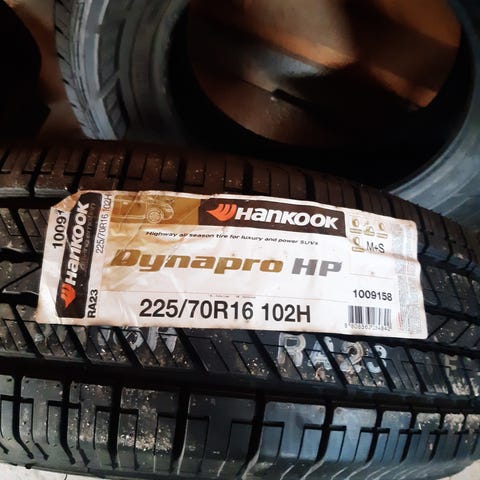 10091
HANKOOK
RA23
225/70R16 102H
HANKOOK
Highway all season tire for luxury and power SUVs
M+S
Dynapro HP
225/70R16 102H
1009158
RA23